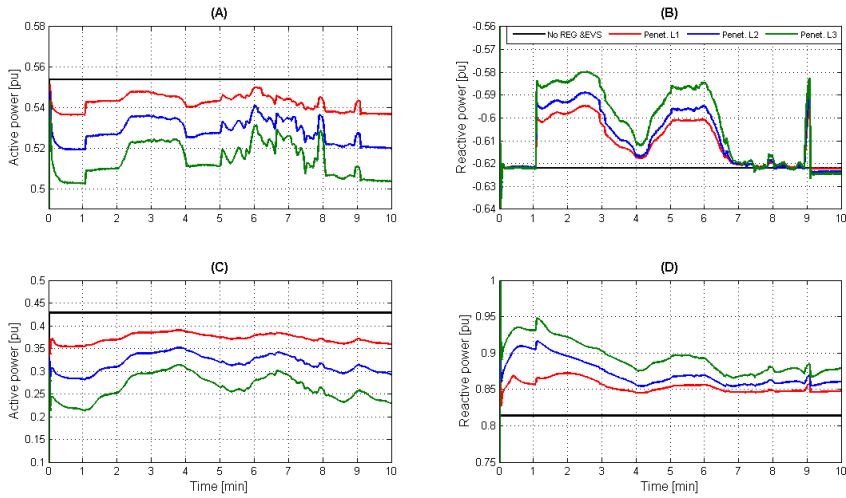 (A)
0.58
0.56
0.54
0.52
0.5
Active power [pu]
0 1 2 3 4 5 6 7 8 9 10
(B)
-0.56
-0.56
-0.58
-0.6
-0.62
-0.63
-0.64
Reactive power [pu]
No REG &EVS Penet. L1 Penet. L2 Penet. L3
0 1 2 3 4 5 6 7 8 9 10
(C)
0.5
0.45
0.4
0.35
0.3
0.25
0.2
0.15
0.1
Active power [pu]
0 1 2 3 4 5 6 7 8 9 10
Time [min]
(D)
1
0.95
0.9
0.85
0.8
0.75
Reactive power [pu]
0 1 2 3 4 5 6 7 8 9 10
Time [min]